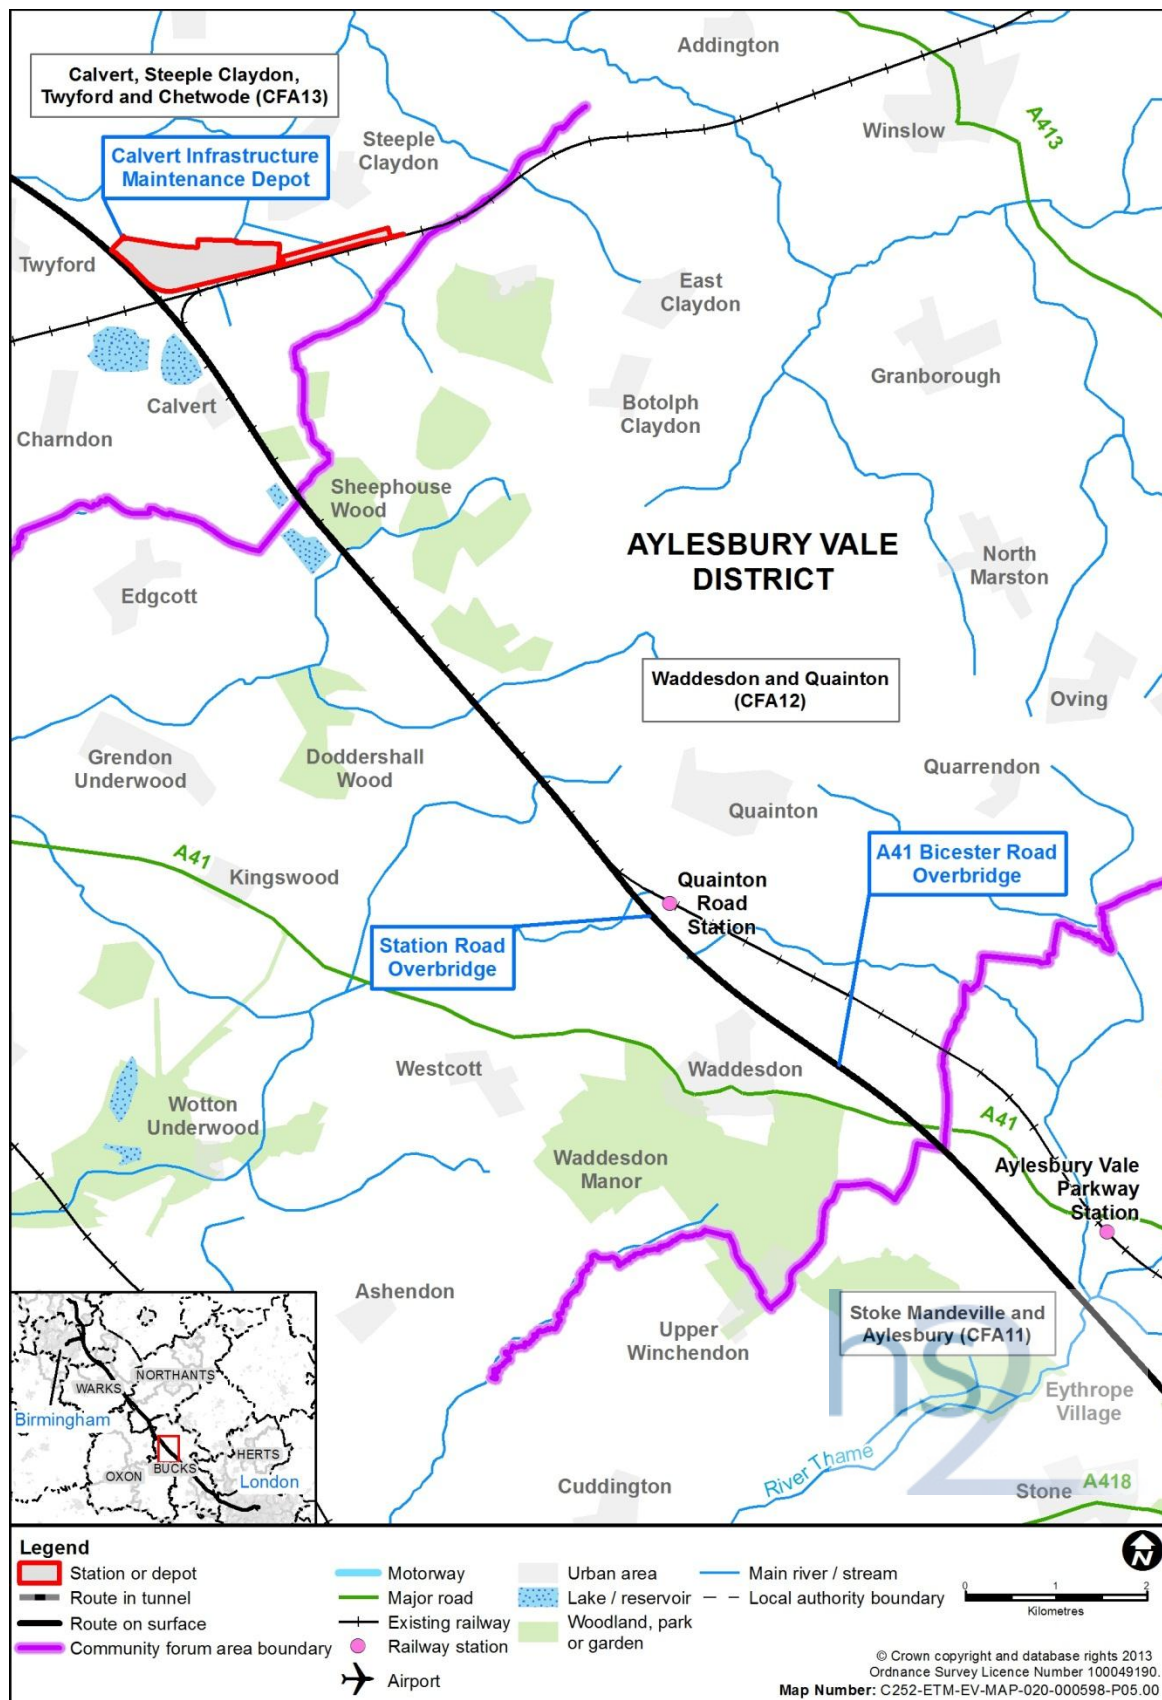 Calvert, Steeple Claydon,
Twyford and Chetwode (CFA13)
Addington
Winslow
A413
Steeple
Claydon
Calvert Infrastructure
Maintenance Depot
Twyford
East
Claydon
Granborough
Calvert
Botolph
Claydon
Charndon
Sheephouse
Wood
AYLESBURY VALE
DISTRICT
North
Marston
Edgcott
Waddesdon and Quainton
(CFA12)
Oving
Grendon
Underwood
Doddershall
Wood
Quarrendon
Quainton
A41
Kingswood
A41 Bicester Road
Overbridge
Quainton
Road
Station
Station Road
Overbridge
Westcott
Waddesdon
Wotton
Underwood
A41
Waddesdon
Manor
Aylesbury Vale
Parkway
Station
Ashendon
Upper
Winchendon
Stoke Mandeville and
Aylesbury (CFA11)
hs2
Eythrope
Village
River Thame
Cuddington
Stone
A418
NORTHANTS
WARKS
Birmingham
HERTS
BUCKS
OXON
London
Legend
Station or depot
Route in tunnel
Route on surface
Community forum area boundary
Motorway
Major road
Existing railway
Railway station
Airport
Urban area
Lake / reservoir
Woodland, park
or garden
Main river / stream
Local authority boundary
N
0 1 2
Kilometres
© Crown copyright and database rights 2013
Ordnance Survey Licence Number 100049190.
Map Number: C252-ETM-EV-MAP-020-000598-P05.00